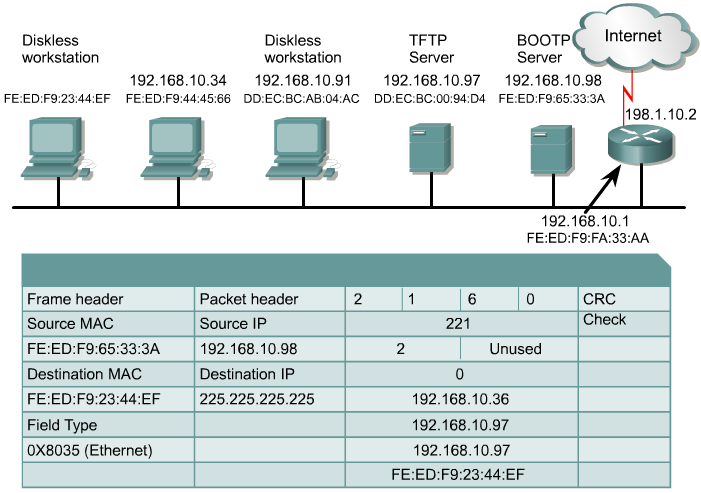 Diskless
workstation
FE:ED:F9:23:44:EF
192.168.10.34
FE:ED:F9:44:45:66
Diskless
workstation
192.168.10.91
DD:EC:BC:AB:04:AC
TFTP
Server
192.168.10.97
DD:EC:BC:00:94:D4
BOOTP
Server
192.168.10.98
FE:ED:F9:65:33:3A
Internet
198.1.10.2
192.168.10.1
FE:ED:F9:FA:33:AA
Frame header Packet header 2 1 6 0 CRC
Source MAC Source IP 221 Check
FE:ED:F9:65:33:3A 192.168.10.98 2 Unused
Destination MAC Destination IP 0
FE:ED:F9:23:44:EF 225.225.225.225 192.168.10.36
Field Type 192.168.10.97
0X8035 (Ethernet) 192.168.10.97
FE:ED:F9:23:44:EF